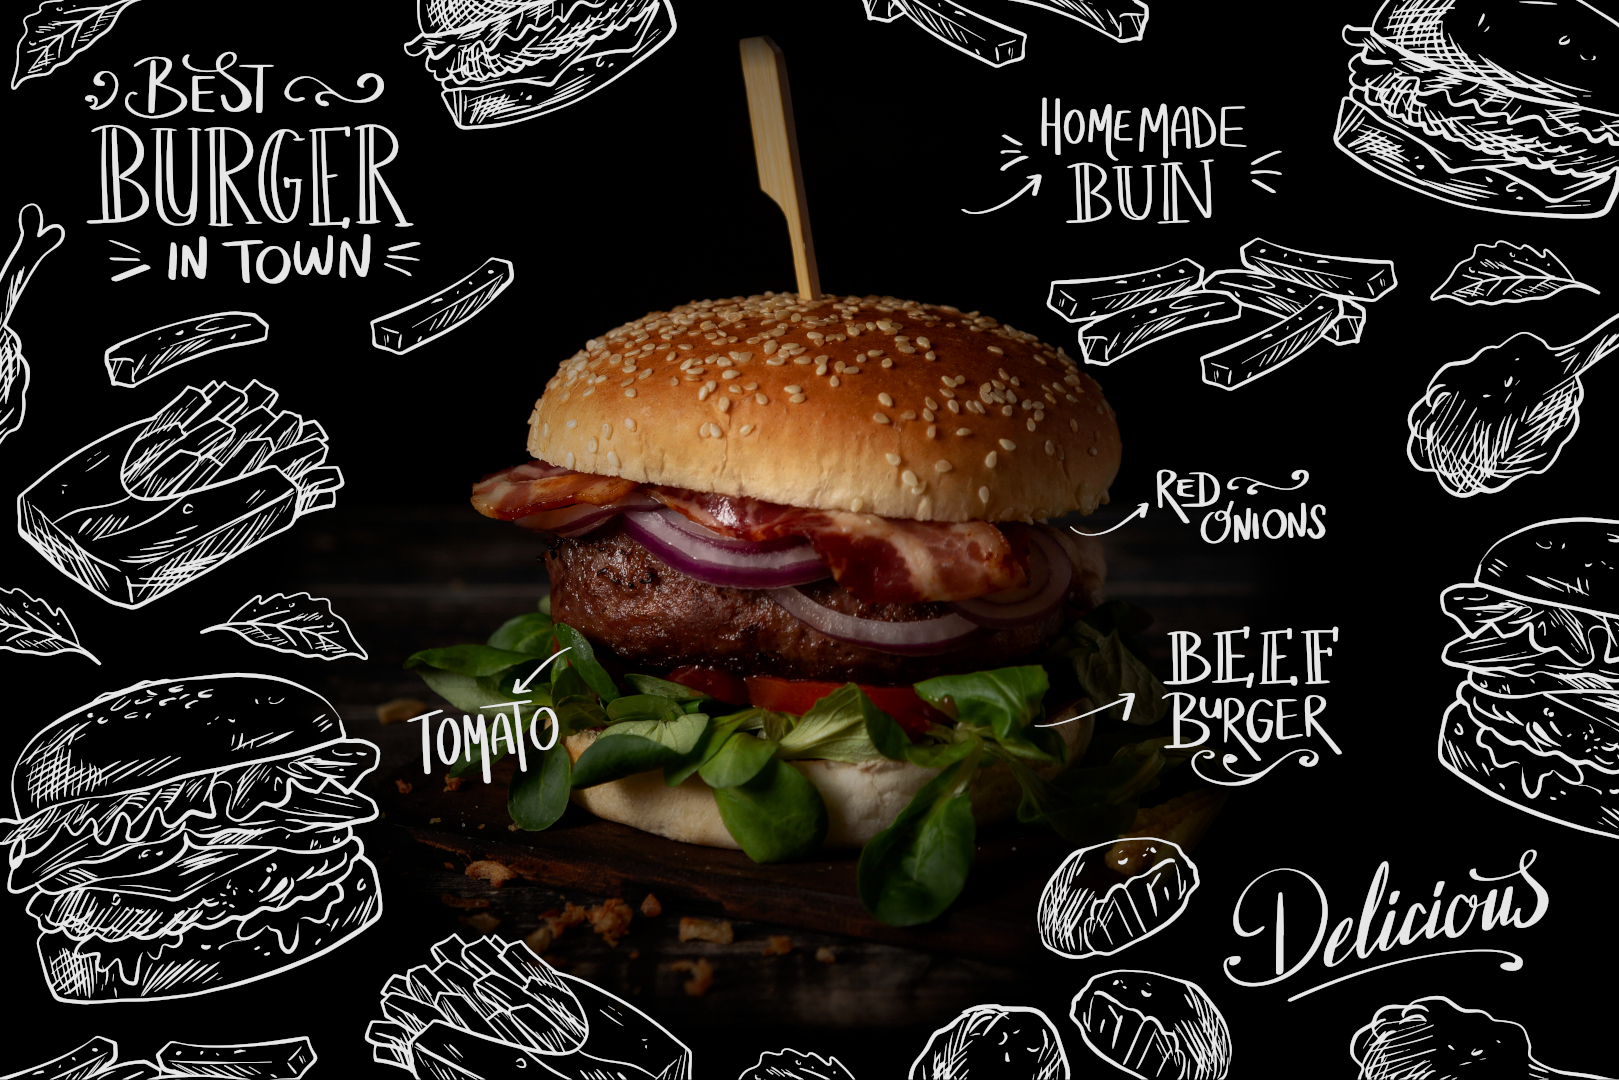 BEST
BURGER
IN TOWN
HOMEMADE
BUN
RED
ONIONS
BEEF
BURGER
TOMATO
Delicious